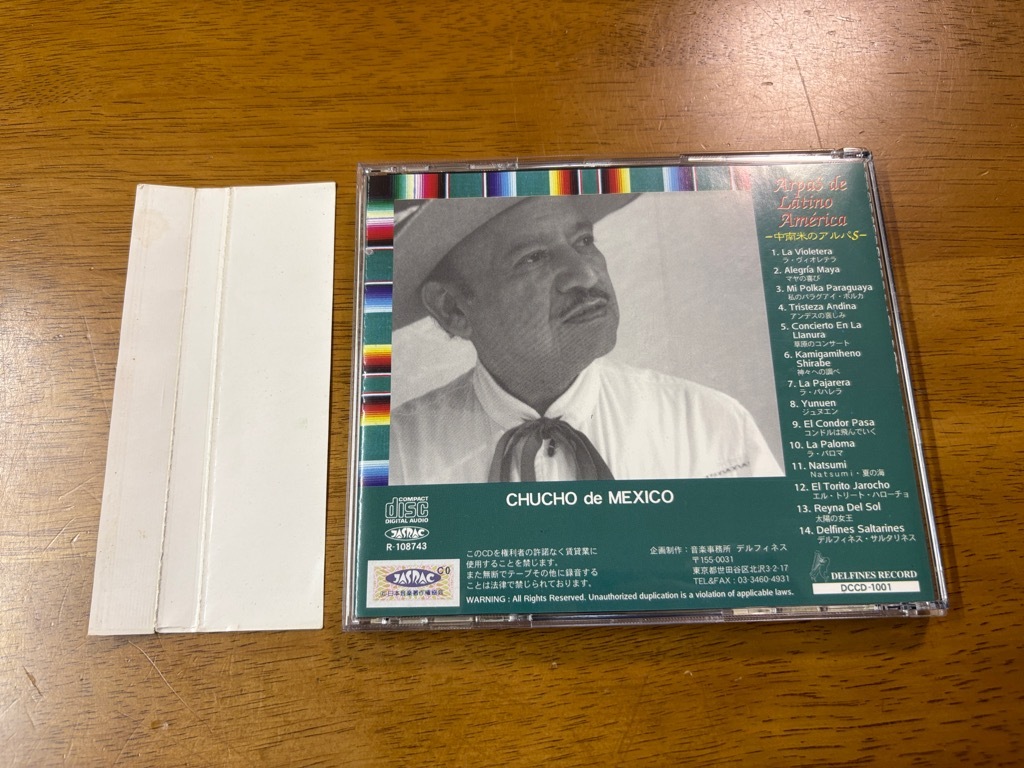 Arpas de
Latino
América
-中南米のアルパS-
1. La Violetera
ラ・ヴィオレテラ
2. Alegría Maya
マヤの喜び
3. Mi Polka Paraguaya
私のパラグアイ・ポルカ
4. Tristeza Andina
アンデスの哀しみ
5. Concierto En La
Llanura
草原のコンサート
6. Kamigamiheno
Shirabe
神々への調べ
7. La Pajarera
ラ・パハレラ
8. Yunuen
ジュヌエン
9. El Condor Pasa
コンドルは飛んでいく
10. La Paloma
ラ・パロマ
11. Natsumi
Natsumi・夏の海
12. El Torito Jarocho
エル・トリート・ハローチョ
13. Reyna Del Sol
太陽の女王
14. Delfines Saltarines
デルフィネス・サルタリネス
CHUCHO de MEXICO
COMPACT
disc
DIGITAL AUDIO
JASRAC
R-108743
JASRAC
このCDを権利者の許諾なく賃貸業に
使用することを禁じます。
また無断でテープその他に録音する
ことは法律で禁じられております。
企画制作:音楽事務所 デルフィネス
〒155-0031
東京都世田谷区北沢3-2-17
TEL&FAX : 03-3460-4931
WARNING : All Rights Reserved. Unauthorized duplication is a violation of applicable laws.
DELFINES RECORD
DCCD-1001